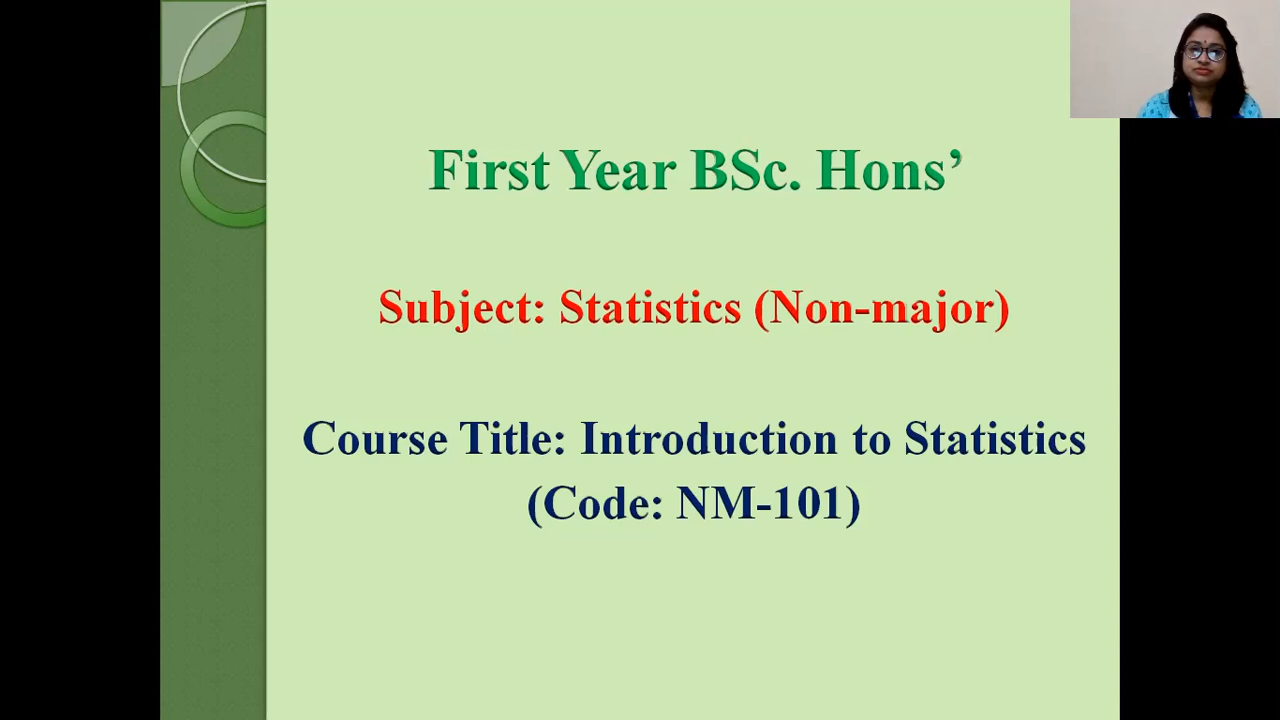 First Year BSc. Hons’
Subject: Statistics (Non-major)
Course Title: Introduction to Statistics
(Code: NM-101)